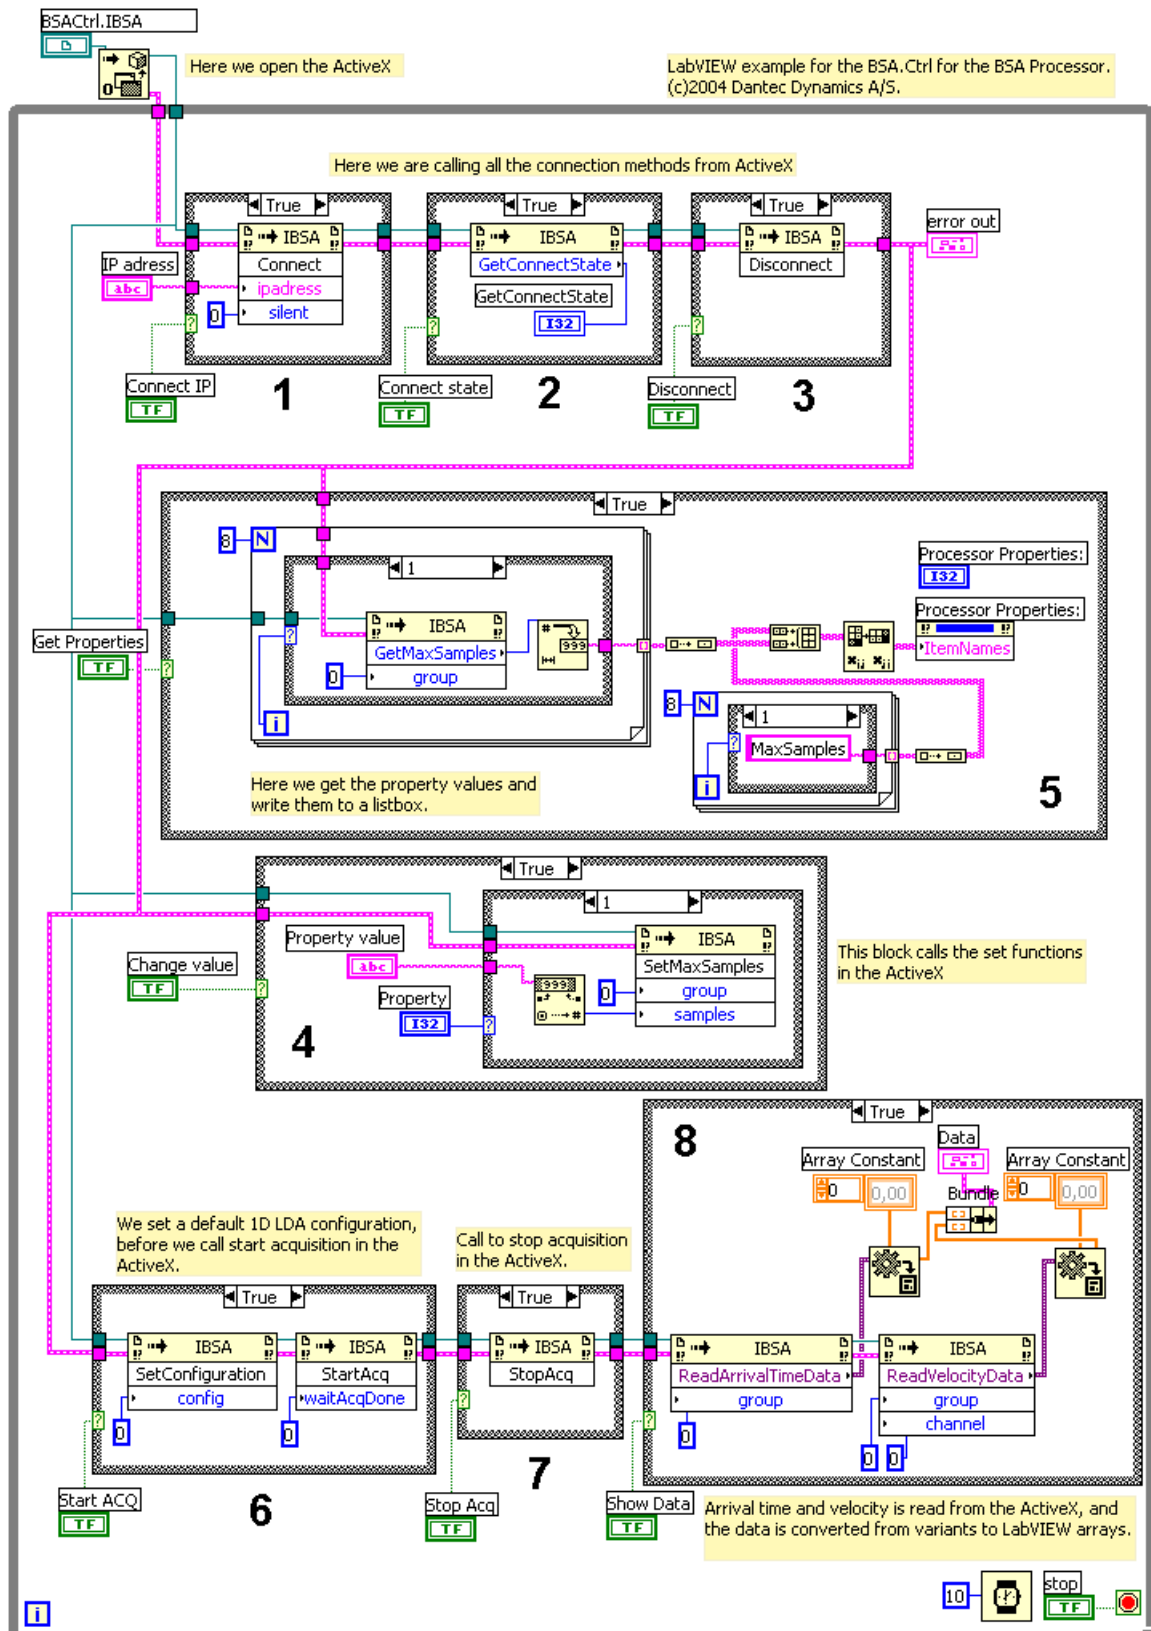 BSACtrl.IBSA
Here we open the ActiveX
LabVIEW example for the BSA.Ctrl for the BSA Processor.
(c)2004 Dantec Dynamics A/S.
Here we are calling all the connection methods from ActiveX
True
True
True
IBSA
IBSA
IBSA
error out
IP adress
Connect
GetConnectState
Disconnect
abc
ipadress
GetConnectState
0
silent
I32
Connect IP
TF
1
Connect state
TF
2
Disconnect
TF
3
True
8
N
1
Processor Properties:
I32
Processor Properties:
ItemNames
IBSA
Get Properties
TF
GetMaxSamples
999
0
group
i
8
N
1
MaxSamples
i
Here we get the property values and
write them to a listbox.
5
True
1
Property value
abc
IBSA
SetMaxSamples
This block calls the set functions
in the ActiveX
Change value
TF
999
0
group
Property
I32
samples
4
True
8
Data
Array Constant
Array Constant
0
0,00
Bundle
0
0,00
We set a default 1D LDA configuration,
before we call start acquisition in the
ActiveX.
Call to stop acquisition
in the ActiveX.
True
True
IBSA
IBSA
IBSA
IBSA
IBSA
SetConfiguration
StartAcq
StopAcq
ReadArrivalTimeData
ReadVelocityData
config
waitAcqDone
group
group
channel
0
0
0
0
0
6
7
Start ACQ
TF
Stop Acq
TF
Show Data
TF
Arrival time and velocity is read from the ActiveX, and
the data is converted from variants to LabVIEW arrays.
10
stop
TF
i